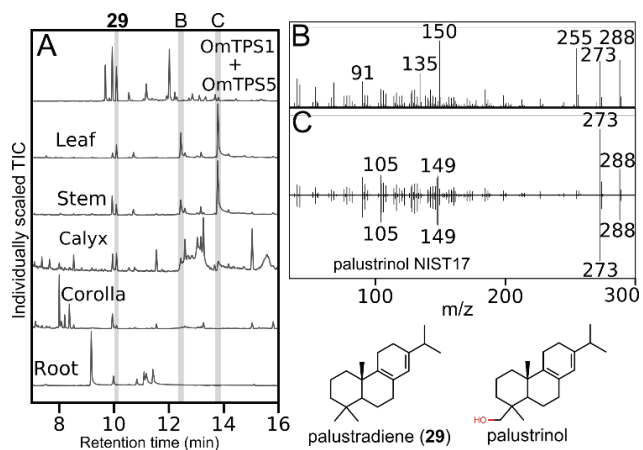 29 B C
A
OmTPS1
+
OmTPS5
Leaf
Stem
Calyx
Corolla
Root
Individually scaled TIC
8 10 12 14 16
Retention time (min)
B
150
255
288
273
135
91
C
273
288
105 149
105 149
288
273
palustrinol NIST17
100 200 300
m/z
HO
palustradiene (29)
palustrinol